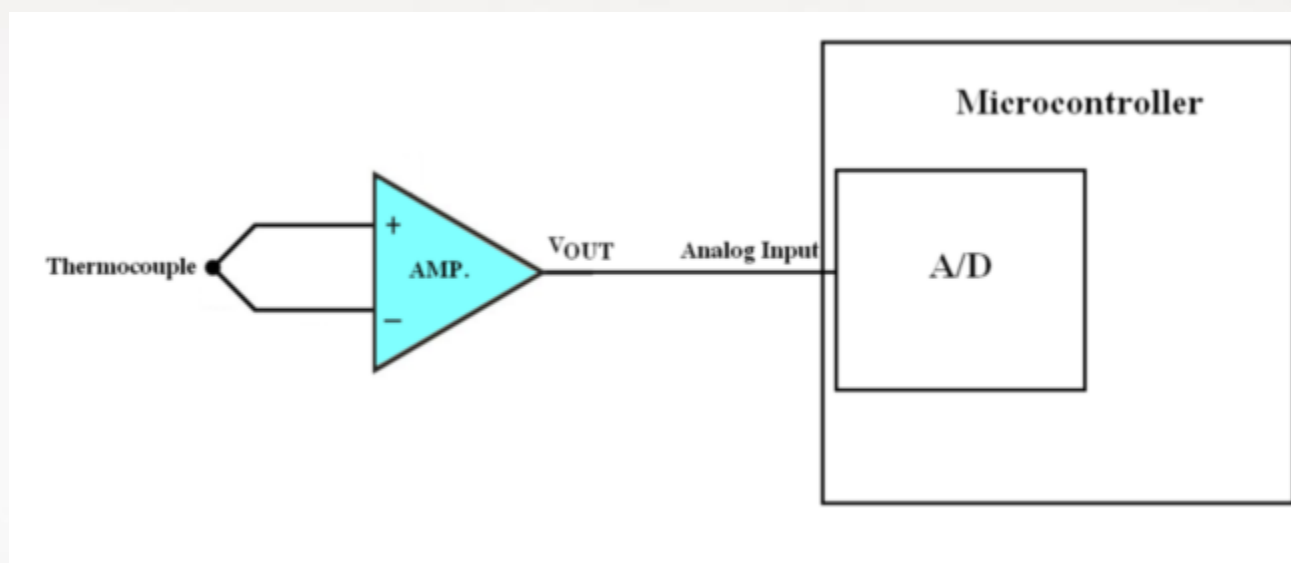 Microcontroller
+
Thermocouple
AMP.
VOUT
Analog Input
A/D
−